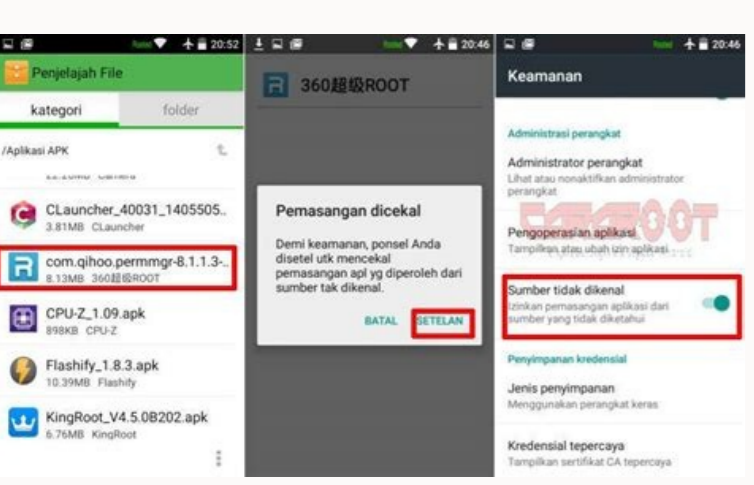 20:52
Penjelajah File
kategori
folder
/Aplikasi APK
CLauncher_40031_1405505..
3.81MB CLauncher
com.qihoo.permmgr-8.1.1.3-..
8.13MB 360超级ROOT
CPU-Z_1.09.apk
898KB CPU-Z
Flashify_1.8.3.apk
10.39MB Flashify
KingRoot_V4.5.0B202.apk
6.76MB KingRoot
20:46
360超级ROOT
Pemasangan dicekal
Demi keamanan, ponsel Anda
disetel utk mencekal
pemasangan apl yg diperoleh dari
sumber tak dikenal.
BATAL
SETELAN
20:46
Keamanan
Administrasi perangkat
Administrator perangkat
Lihat atau nonaktifkan administrator
perangkat
Pengoperasian aplikasi
Tampilkan atau ubah izin aplikasi
Sumber tidak dikenal
Izinkan pemasangan aplikasi dari
sumber yang tidak diketahui
Penyimpanan kredensial
Jenis penyimpanan
Menggunakan perangkat keras
Kredensial tepercaya
Tampilkan sertifikat CA tepercaya